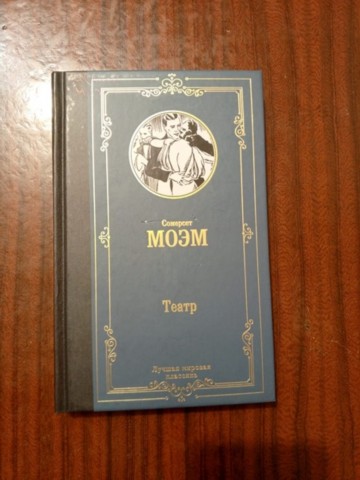 Сомерсет
МОЭМ
Театр
Лучшая мировая
классика